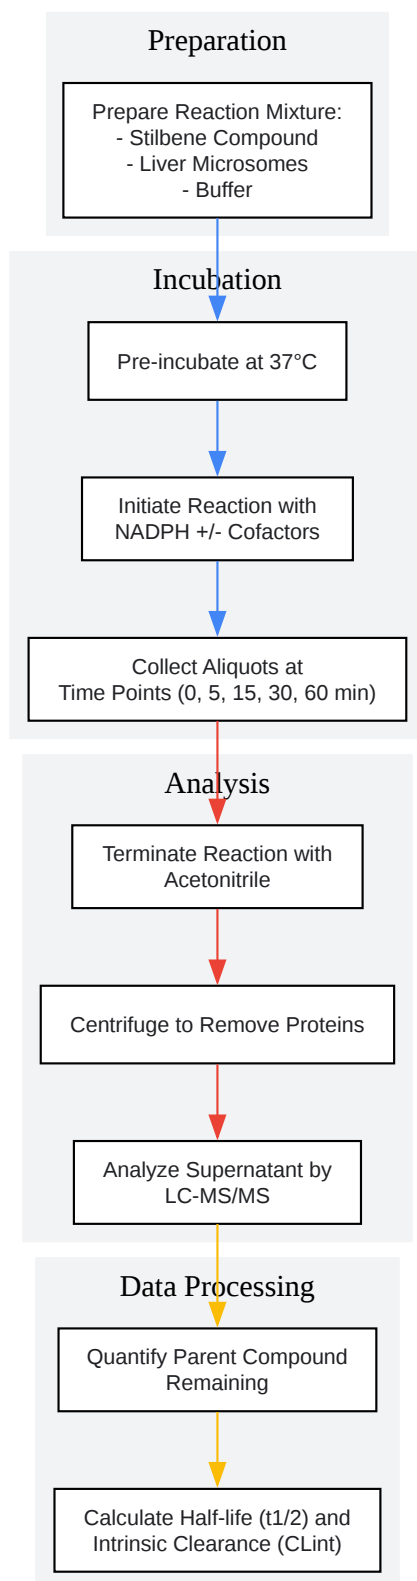 Preparation
Prepare Reaction Mixture:
- Stilbene Compound
- Liver Microsomes
- Buffer
Incubation
Pre-incubate at 37°C
Initiate Reaction with
NADPH +/- Cofactors
Collect Aliquots at
Time Points (0, 5, 15, 30, 60 min)
Analysis
Terminate Reaction with
Acetonitrile
Centrifuge to Remove Proteins
Analyze Supernatant by
LC-MS/MS
Data Processing
Quantify Parent Compound
Remaining
Calculate Half-life (t1/2) and
Intrinsic Clearance (CLint)